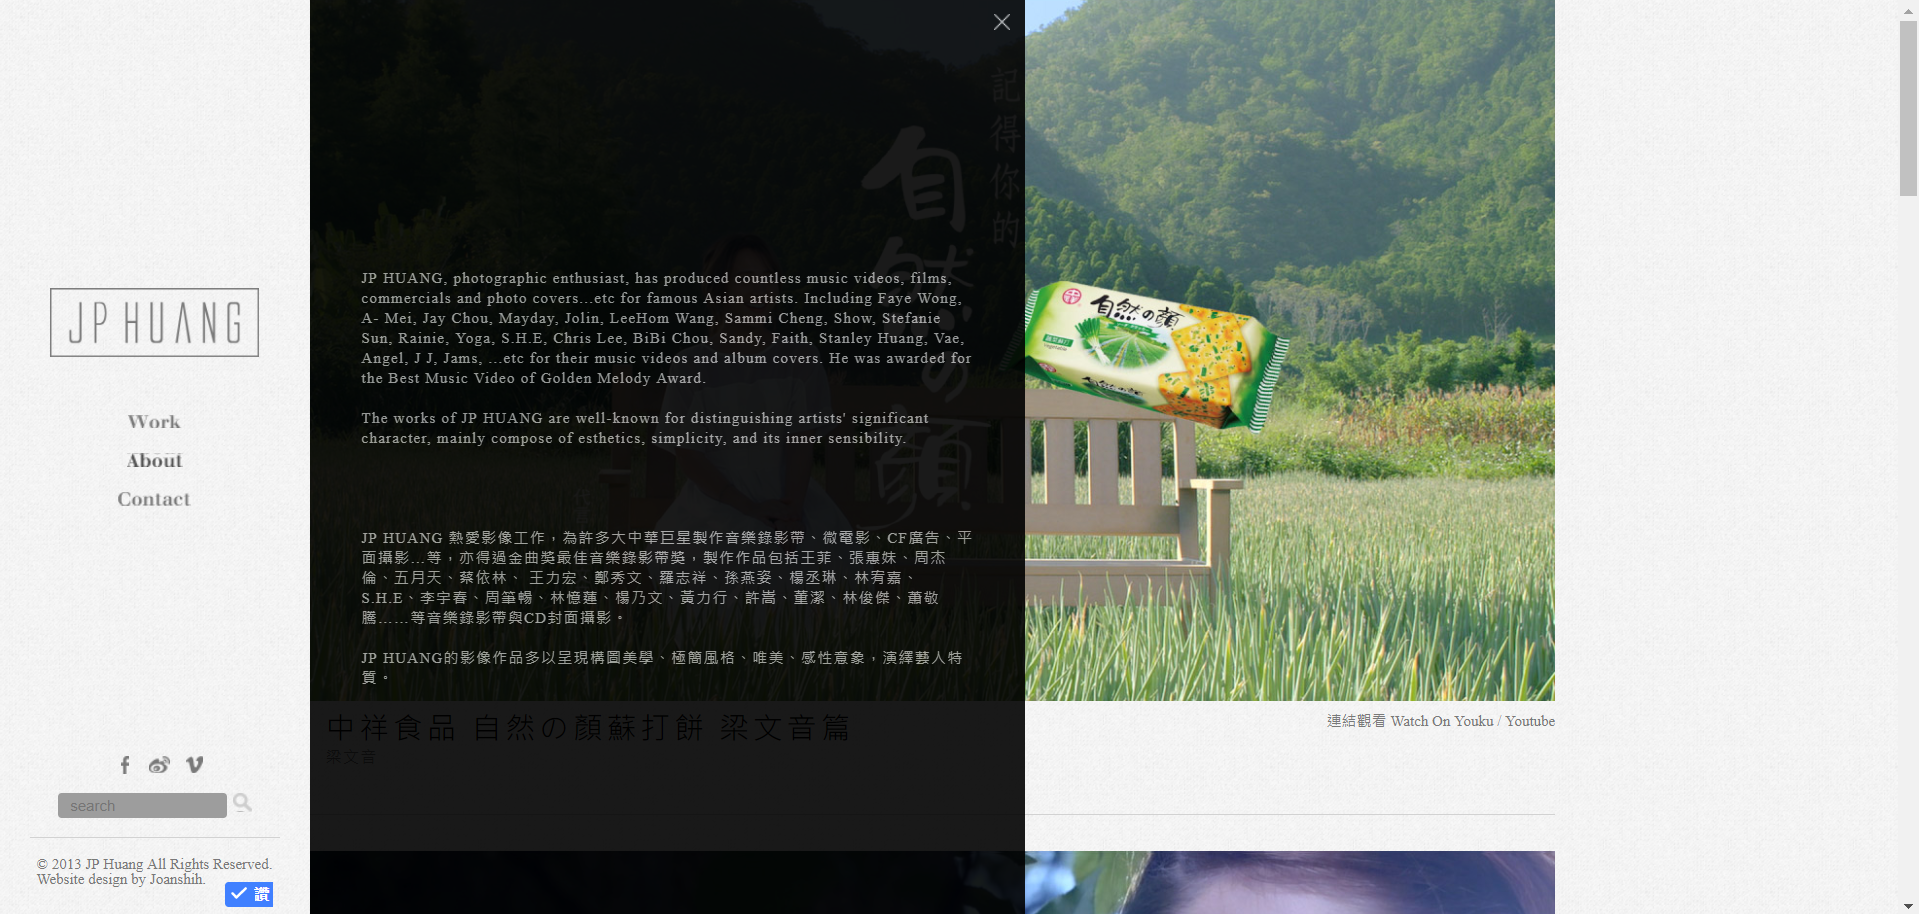 JP HUANG
Work
About
Contact
search
© 2013 JP Huang All Rights Reserved.
Website design by Joanshih.
讚
JP HUANG, photographic enthusiast, has produced countless music videos, films,
commercials and photo covers...etc for famous Asian artists. Including Faye Wong,
A- Mei, Jay Chou, Mayday, Jolin, LeeHom Wang, Sammi Cheng, Show, Stefanie
Sun, Rainie, Yoga, S.H.E, Chris Lee, BiBi Chou, Sandy, Faith, Stanley Huang, Vae,
Angel, J J, Jams, ...etc for their music videos and album covers. He was awarded for
the Best Music Video of Golden Melody Award.
The works of JP HUANG are well-known for distinguishing artists' significant
character, mainly compose of esthetics, simplicity, and its inner sensibility.
JP HUANG 熱愛影像工作，為許多大中華巨星製作音樂錄影帶、微電影、CF廣告、平
面攝影...等，亦得過金曲獎最佳音樂錄影帶獎，製作作品包括王菲、張惠妹、周杰
倫、五月天、蔡依林、 王力宏、鄭秀文、羅志祥、孫燕姿、楊丞琳、林宥嘉、
S.H.E、李宇春、周筆暢、林憶蓮、楊乃文、黃力行、許嵩、董潔、林俊傑、蕭敬
騰……等音樂錄影帶與CD封面攝影。
JP HUANG的影像作品多以呈現構圖美學、極簡風格、唯美、感性意象，演繹藝人特
質。
記得你的
自然の顏
自然の顏
自然の顏
中祥食品 自然の顏蘇打餅 梁文音篇
梁文音
連結觀看 Watch On Youku / Youtube